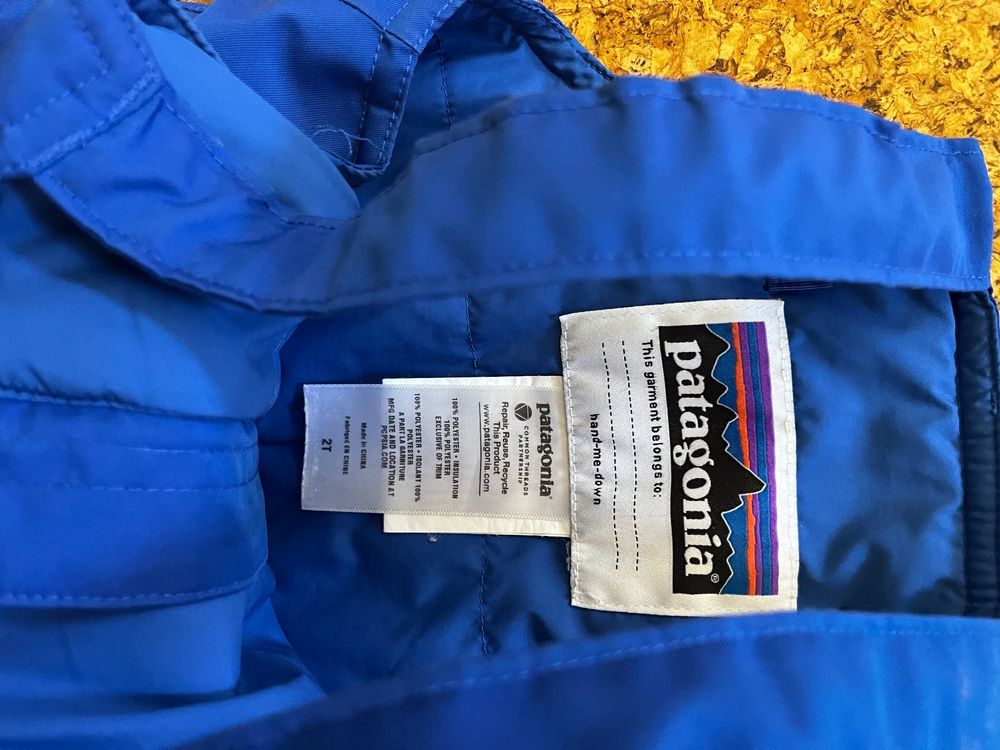 patagonia®
This garment belongs to:
hand-me-down
patagonia®
COMMON THREADS
PARTNERSHIP
Repair, Reuse, Recycle
This Product
www.patagonia.com
100% POLYESTER • INSULATION
100% POLYESTER
EXCLUSIVE OF TRIM
100% POLYESTER • ISOLANT 100%
POLYESTER
A PART LA GARNITURE
MFG DATE AND LOCATION AT
PCPSIA.COM
2T
Made in CHINA
Fabriqué EN CHINE